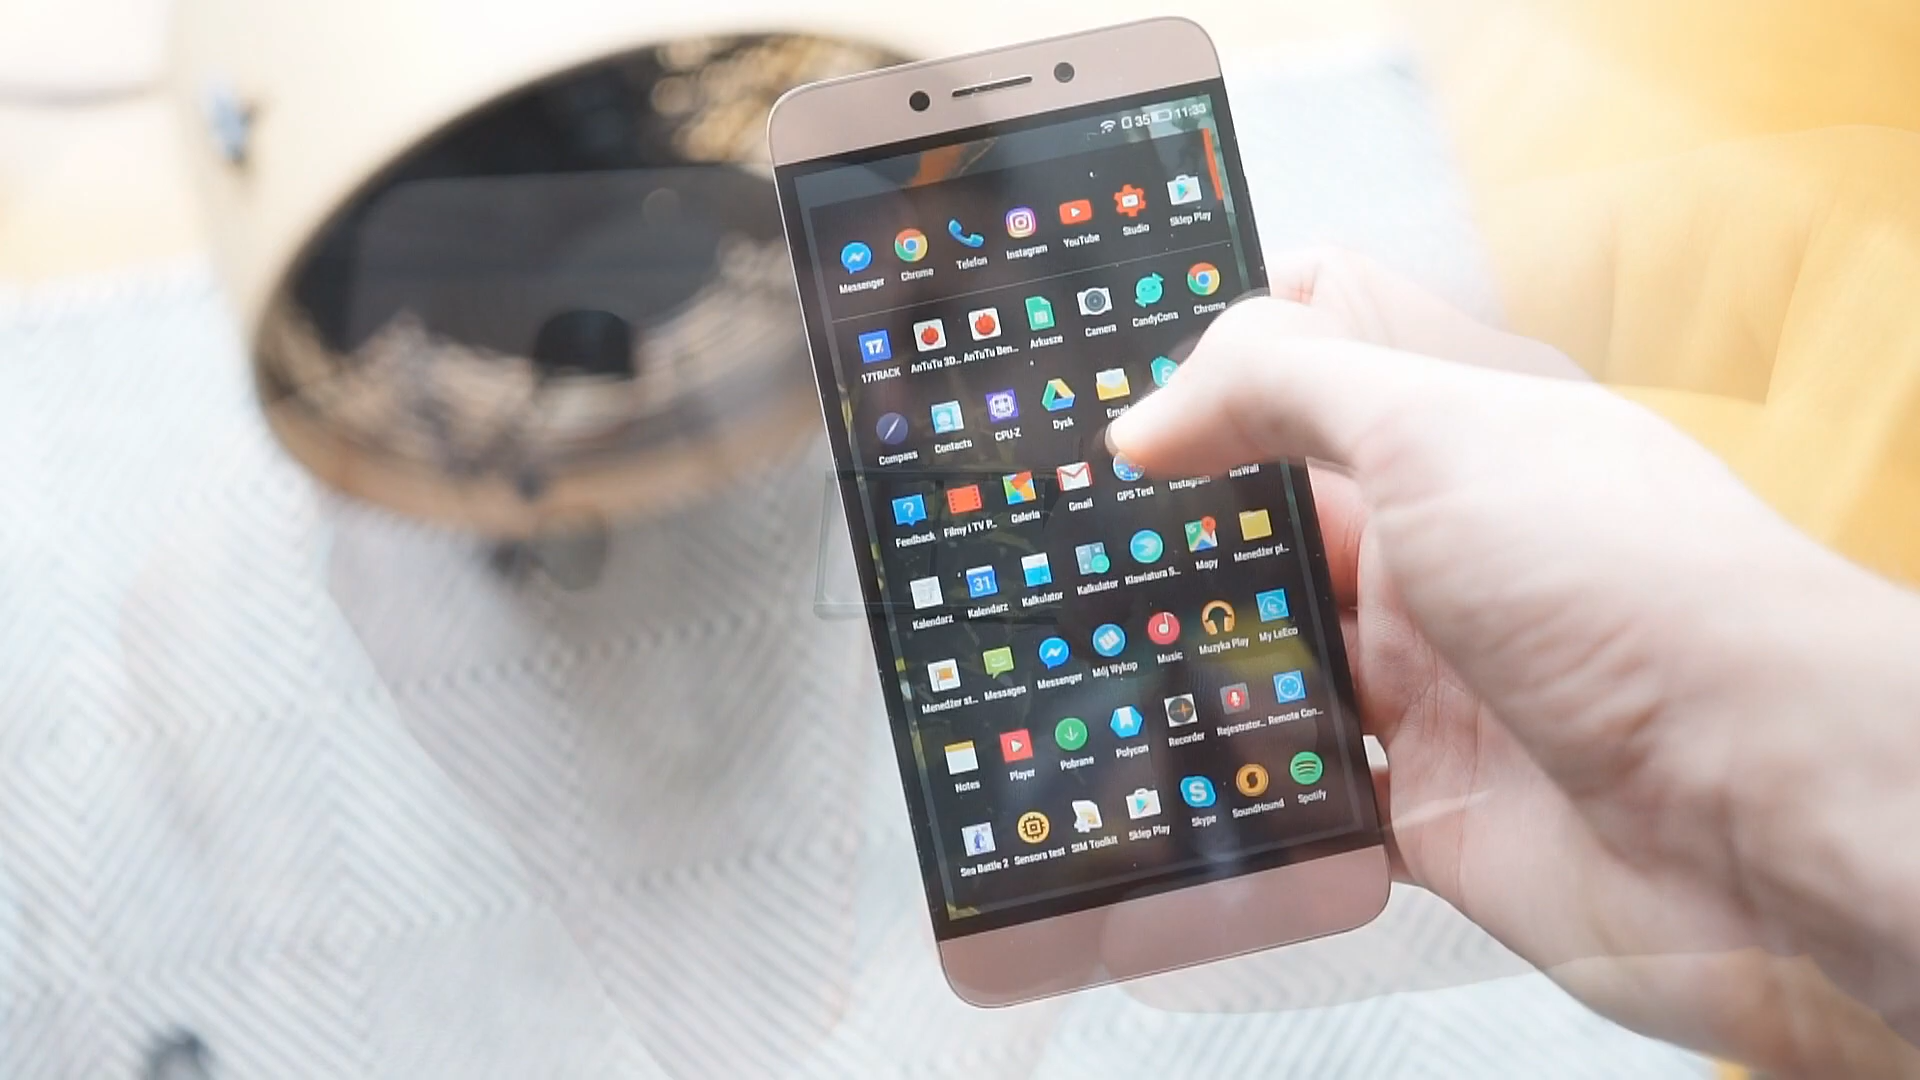 35 11:33
Messenger Chrome Telefon Instagram YouTube Studio Sklep Play
17TRACK AnTuTu 3D... AnTuTu Ben... Arkusze Camera CandyCons Chrome
Compass Contacts CPU-Z Dysk
Feedback Filmy i TV P... Galeria Gmail GPS Test Instagram InsWall
31
Kalendarz Kalendarz Kalkulator Kalkulator Klawiatura S... Mapy Menedżer pl...
Menedżer st... Messages Messenger Mój Wykop Music Muzyka Play My LeEco
Notes Player Pobrane Polycon Recorder Rejestrator... Remote Con...
Sea Battle 2 Sensors test SIM Toolkit Sklep Play Skype SoundHound Spotify